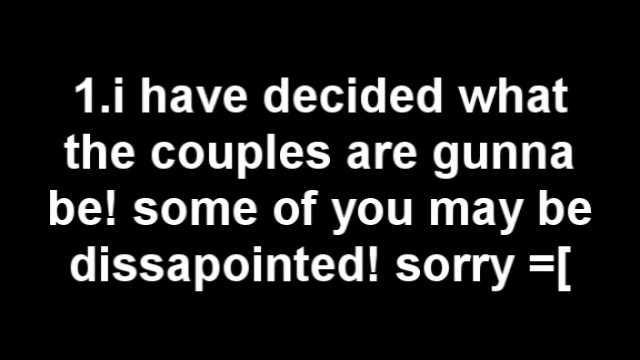 1.i have decided what
the couples are gunna
be! some of you may be
dissapointed! sorry =[